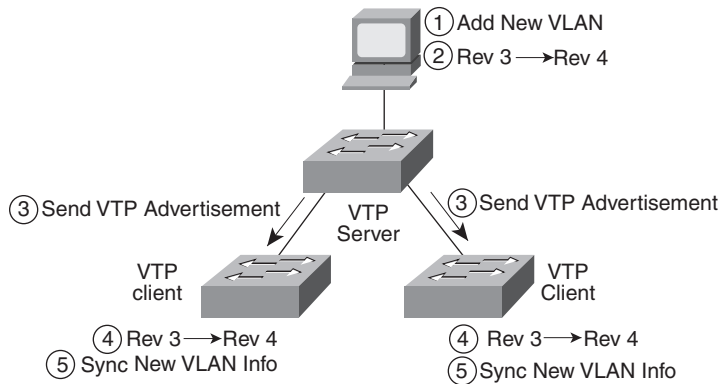 ① Add New VLAN
② Rev 3 → Rev 4
③ Send VTP Advertisement
VTP
Server
③ Send VTP Advertisement
VTP
client
VTP
Client
④ Rev 3 → Rev 4
⑤ Sync New VLAN Info
④ Rev 3 → Rev 4
⑤ Sync New VLAN Info